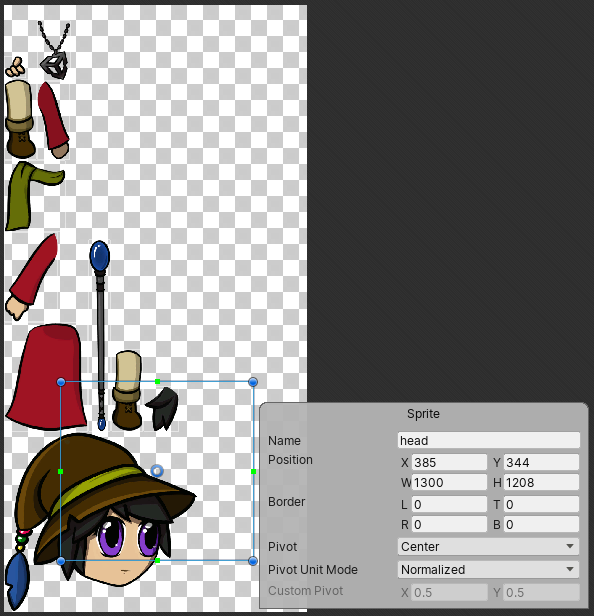 Sprite
Name head
Position X 385 Y 344
W 1300 H 1208
Border L 0 T 0
R 0 B 0
Pivot Center
Pivot Unit Mode Normalized
Custom Pivot X 0.5 Y 0.5